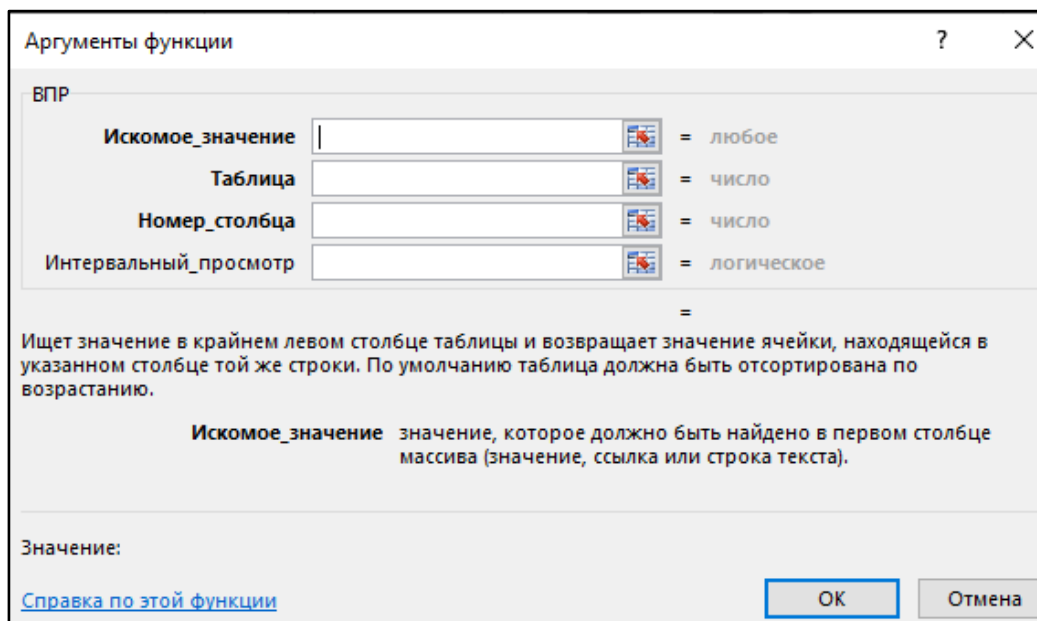 Аргументы функции ? ×
ВПР
Искомое_значение = любое
Таблица = число
Номер_столбца = число
Интервальный_просмотр = логическое
=
Ищет значение в крайнем левом столбце таблицы и возвращает значение ячейки, находящейся в
указанном столбце той же строки. По умолчанию таблица должна быть отсортирована по
возрастанию.
Искомое_значение значение, которое должно быть найдено в первом столбце
массива (значение, ссылка или строка текста).
Значение:
Справка по этой функции ОК Отмена